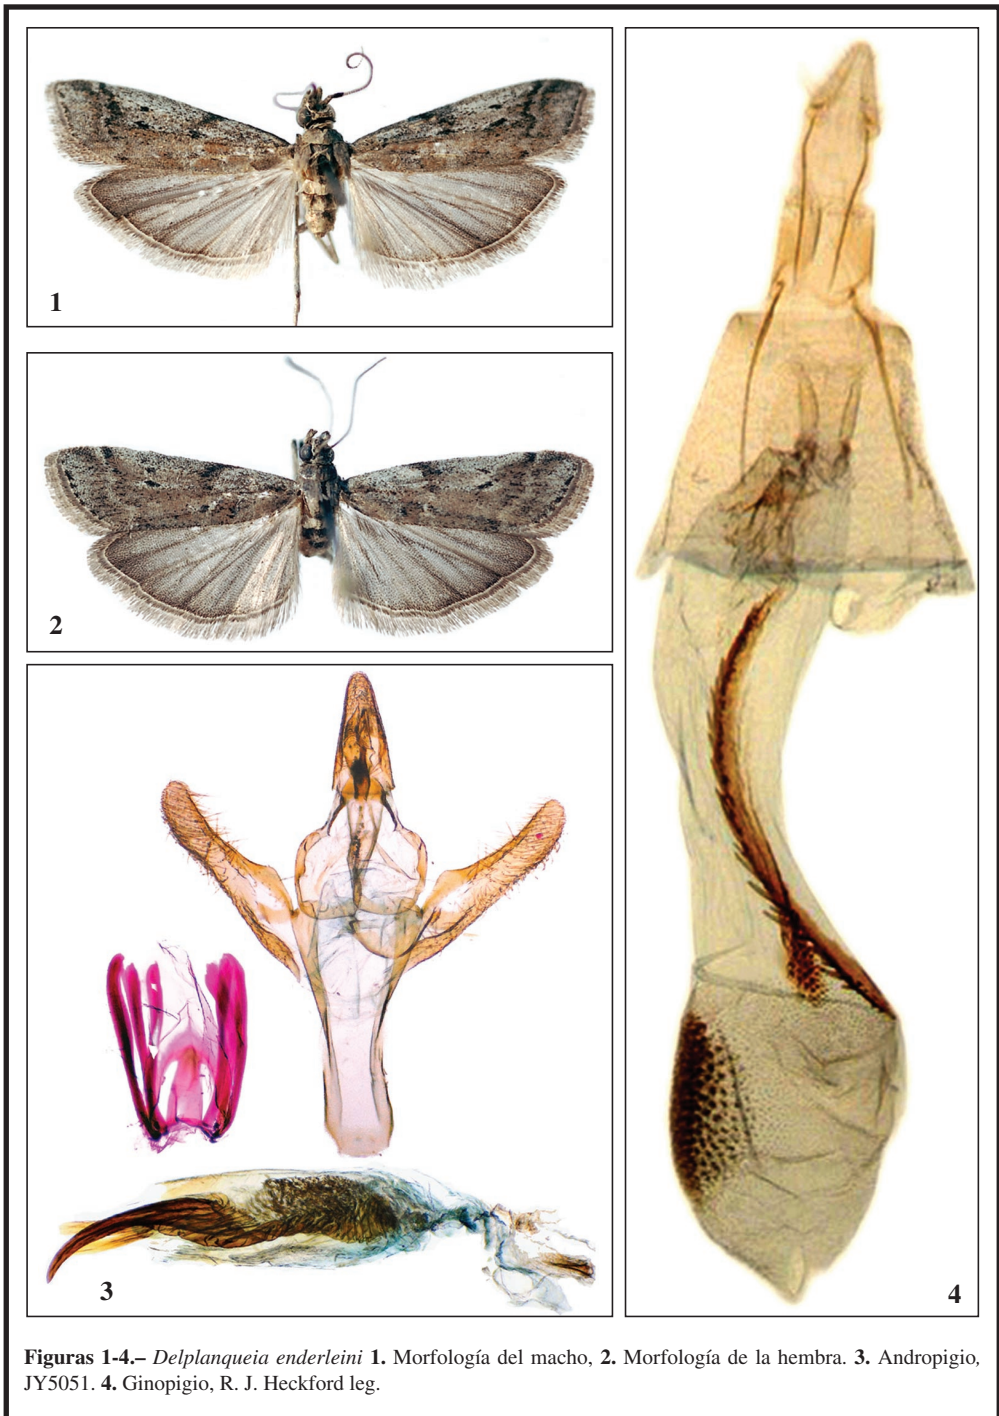 1
2
3
4
Figuras 1-4.– Delplanqueia enderleini 1. Morfología del macho, 2. Morfología de la hembra. 3. Andropigio,
JY5051. 4. Ginopigio, R. J. Heckford leg.